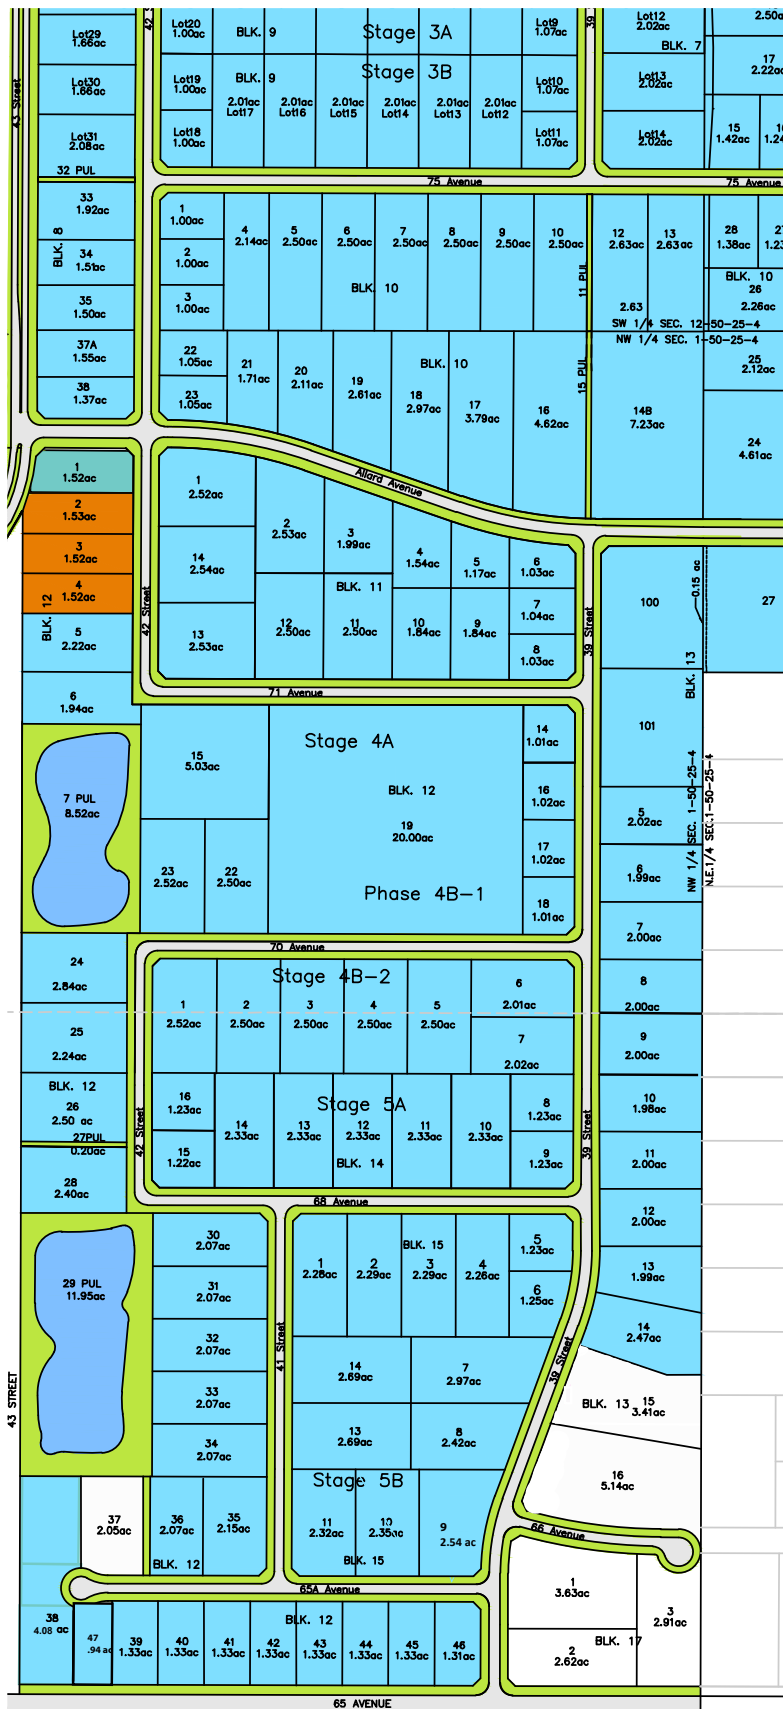 42 S
39
Lot20
1.00ac
BLK. 9
Stage 3A
Lot9
1.07ac
Lot12
2.02ac
BLK. 7
2.50a
Lot29
1.66ac
Stage 3B
17
2.22ac
Lot30
1.66ac
Lot19
1.00ac
BLK. 9
Lot10
1.07ac
Lot13
2.02ac
43 Street
2.01ac
Lot17
2.01ac
Lot16
2.01ac
Lot15
2.01ac
Lot14
2.01ac
Lot13
2.01ac
Lot12
Lot31
2.08ac
Lot18
1.00ac
Lot11
1.07ac
Lot14
2.02ac
15
1.42ac
1.24
32 PUL
75 Avenue
75 Avenue
33
1.92ac
BLK. 8
34
1.51ac
35
1.50ac
37A
1.55ac
38
1.37ac
1
1.00ac
2
1.00ac
3
1.00ac
4
2.14ac
5
2.50ac
6
2.50ac
7
2.50ac
8
2.50ac
9
2.50ac
10
2.50ac
BLK. 10
11 PUL
12
2.63ac
13
2.63ac
2.63
28
1.38ac
1.23
BLK. 10
26
2.26ac
SW 1/4 SEC. 12-50-25-4
NW 1/4 SEC. 1-50-25-4
22
1.05ac
23
1.05ac
21
1.71ac
20
2.11ac
19
2.61ac
18
2.97ac
BLK. 10
17
3.79ac
16
4.62ac
15 PUL
14B
7.23ac
25
2.12ac
24
4.61ac
Allard Avenue
1
1.52ac
2
1.53ac
3
1.52ac
4
1.52ac
BLK. 12
5
2.22ac
6
1.94ac
42 Street
1
2.52ac
14
2.54ac
13
2.53ac
2
2.53ac
3
1.99ac
4
1.54ac
5
1.17ac
6
1.03ac
BLK. 11
12
2.50ac
11
2.50ac
10
1.84ac
9
1.84ac
7
1.04ac
8
1.03ac
39 Street
100
0.15 ac
27
BLK. 13
71 Avenue
101
7 PUL
8.52ac
15
5.03ac
Stage 4A
14
1.01ac
BLK. 12
16
1.02ac
19
20.00ac
17
1.02ac
23
2.52ac
22
2.50ac
Phase 4B-1
18
1.01ac
5
2.02ac
6
1.99ac
7
2.00ac
NW 1/4 SEC. 1-50-25-4
N.E.1/4 SEC.1-50-25-4
70 Avenue
24
2.84ac
25
2.24ac
BLK. 12
26
2.50 ac
27PUL
0.20ac
28
2.40ac
42 Street
Stage 4B-2
1
2.52ac
2
2.50ac
3
2.50ac
4
2.50ac
5
2.50ac
6
2.01ac
7
2.02ac
16
1.23ac
15
1.22ac
Stage 5A
14
2.33ac
13
2.33ac
12
2.33ac
11
2.33ac
10
2.33ac
8
1.23ac
9
1.23ac
BLK. 14
39 Street
8
2.00ac
9
2.00ac
10
1.98ac
11
2.00ac
12
2.00ac
13
1.99ac
14
2.47ac
68 Avenue
29 PUL
11.95ac
43 STREET
30
2.07ac
31
2.07ac
32
2.07ac
33
2.07ac
34
2.07ac
41 Street
1
2.28ac
2
2.29ac
BLK. 15
3
2.29ac
4
2.26ac
5
1.23ac
6
1.25ac
14
2.69ac
7
2.97ac
13
2.69ac
8
2.42ac
39 Street
BLK. 13
15
3.41ac
16
5.14ac
Stage 5B
37
2.05ac
36
2.07ac
35
2.15ac
BLK. 12
11
2.32ac
10
2.35ac
9
2.54 ac
BLK. 15
66 Avenue
65A Avenue
38
4.08 ac
47
.94 ac
39
1.33ac
40
1.33ac
41
1.33ac
42
1.33ac
BLK. 12
43
1.33ac
44
1.33ac
45
1.33ac
46
1.31ac
1
3.63ac
2
2.62ac
BLK. 17
3
2.91ac
65 AVENUE